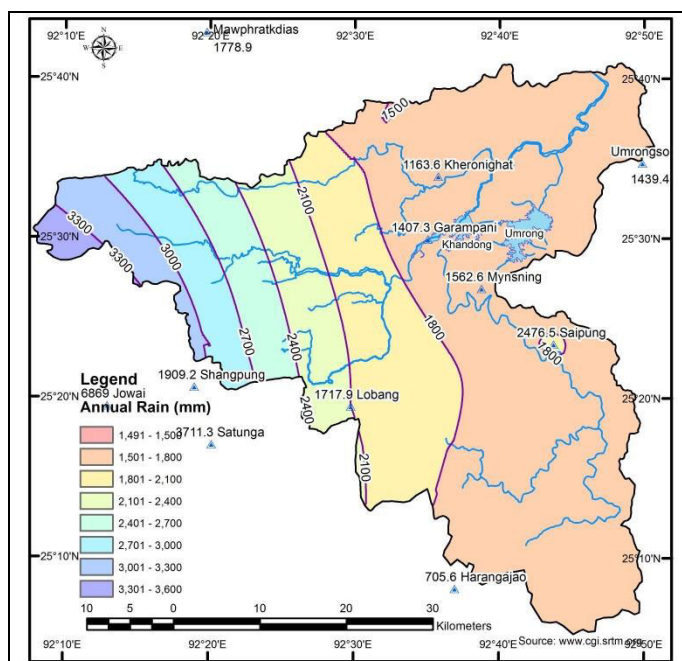 92°10'E
92°20'E
92°30'E
92°40'E
92°50'E
Mawphratkdias
1778.9
N
W
E
S
25°40'N
25°40'N
1500
Umrongso
1439.4
1163.6 Kheronighat
2100
1407.3 Garampani
Khandong
Umrong
25°30'N
25°30'N
3300
3300
3000
1562.6 Mynsning
2700
1800
2476.5 Saipung
1800
2400
1909.2 Shangpung
25°20'N
25°20'N
Legend
6869 Jowai
Annual Rain (mm)
1717.9 Lobang
2400
3711.3 Satunga
2100
1,491 - 1,500
1,501 - 1,800
1,801 - 2,100
2,101 - 2,400
2,401 - 2,700
2,701 - 3,000
3,001 - 3,300
3,301 - 3,600
25°10'N
25°10'N
705.6 Harangajao
10 5 0 10 20 30
Kilometers
Source: www.cgi.srtm.org
92°10'E
92°20'E
92°30'E
92°40'E
92°50'E